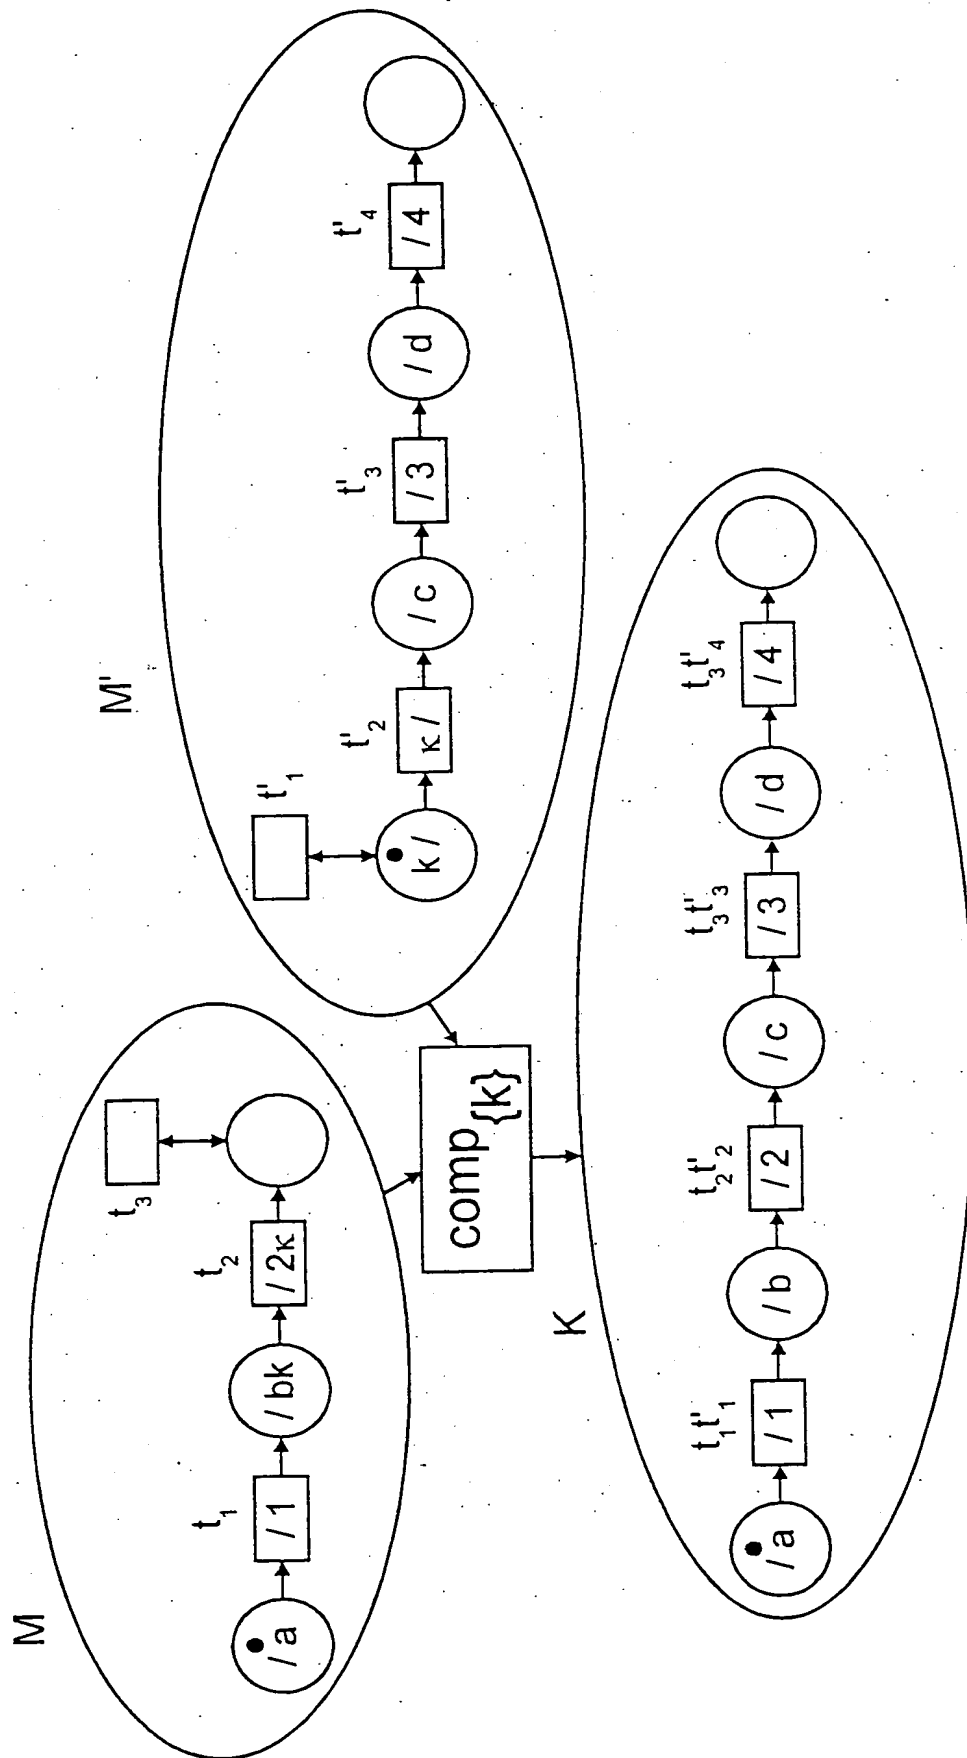 M
t₁ t₂ t₃
/ a / 1 / bk / 2κ
M'
t'₁ t'₂ t'₃ t'₄
k / κ / / c / 3 / d / 4
comp{k}
K
t₁t'₁ t₂t'₂ t₃t'₃ t₃t'₄
/ a / 1 / b / 2 / c / 3 / d / 4